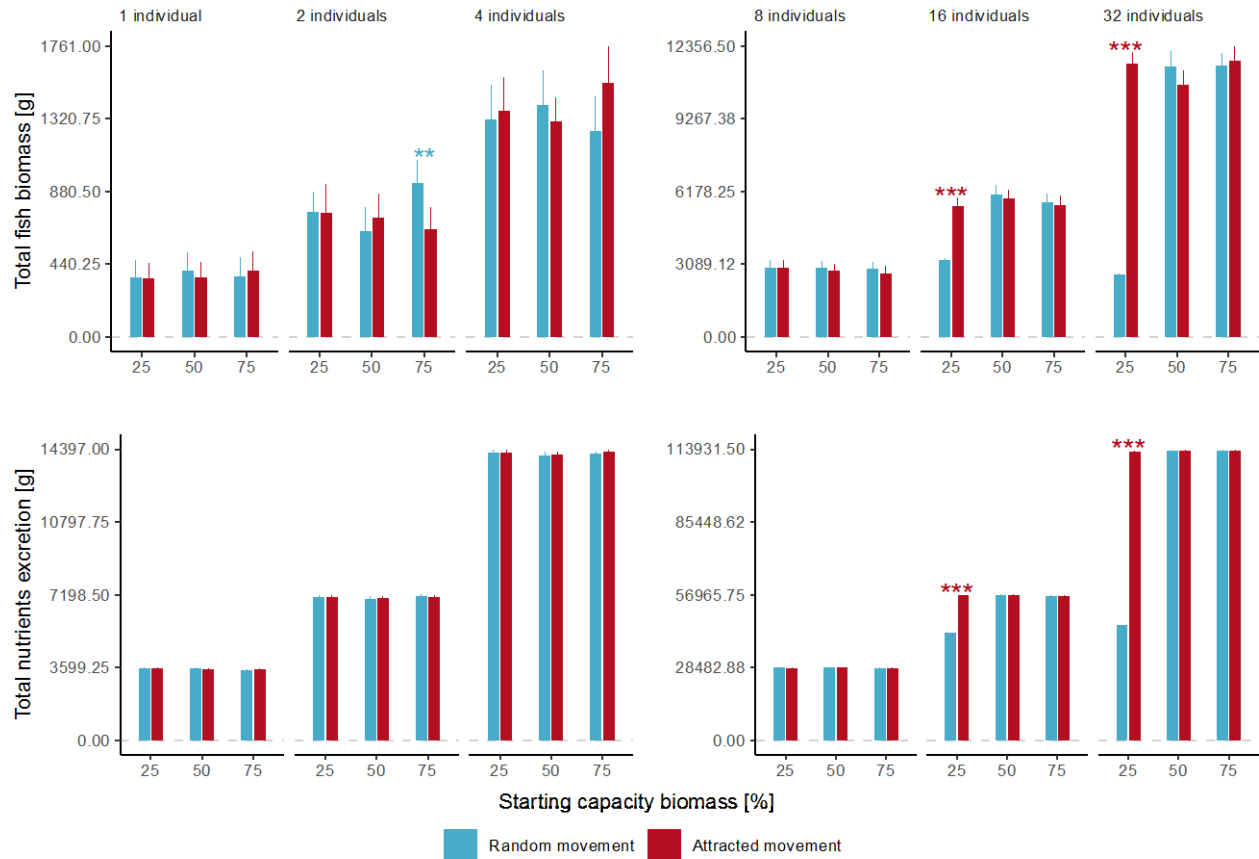 1 individual 2 individuals 4 individuals 8 individuals 16 individuals 32 individuals
Total fish biomass [g]
1761.00
1320.75
880.50
440.25
0.00
**
25 50 75 25 50 75 25 50 75
12356.50
9267.38
6178.25
3089.12
0.00
***
***
25 50 75 25 50 75 25 50 75
Total nutrients excretion [g]
14397.00
10797.75
7198.50
3599.25
0.00
25 50 75 25 50 75 25 50 75
113931.50
85448.62
56965.75
28482.88
0.00
***
***
25 50 75 25 50 75 25 50 75
Starting capacity biomass [%]
Random movement Attracted movement